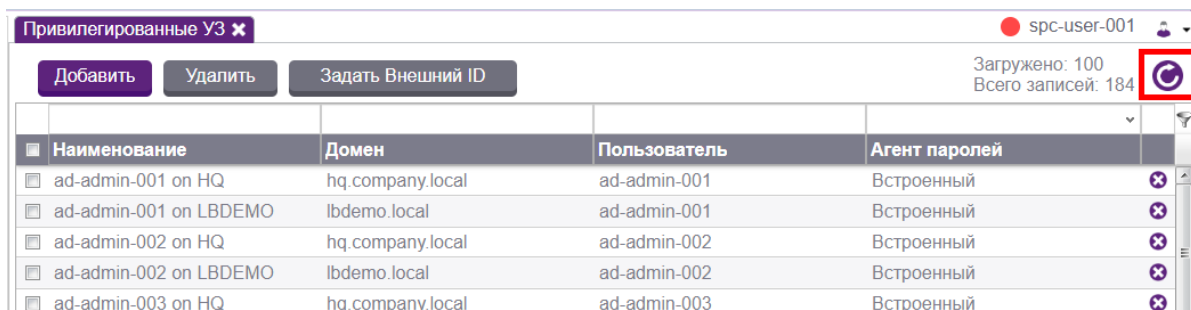 Привилегированные УЗ
spc-user-001
Добавить Удалить Задать Внешний ID
Загружено: 100
Всего записей: 184
Наименование Домен Пользователь Агент паролей
ad-admin-001 on HQ hq.company.local ad-admin-001 Встроенный
ad-admin-001 on LBDEMO lbdemo.local ad-admin-001 Встроенный
ad-admin-002 on HQ hq.company.local ad-admin-002 Встроенный
ad-admin-002 on LBDEMO lbdemo.local ad-admin-002 Встроенный
ad-admin-003 on HQ hq.company.local ad-admin-003 Встроенный